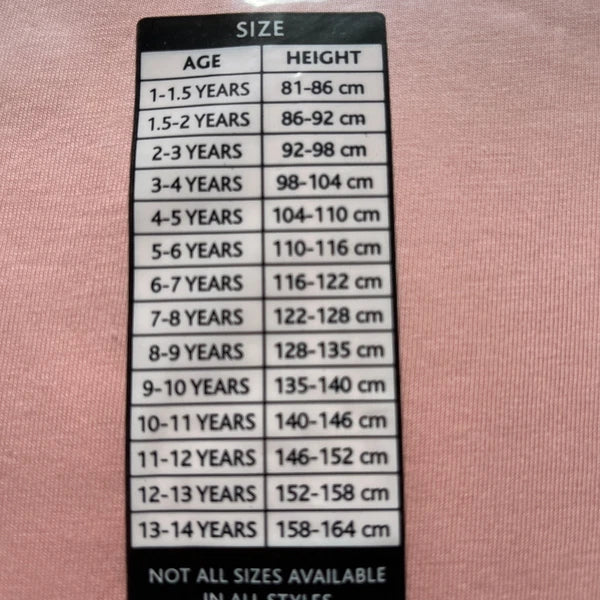 SIZE
AGE HEIGHT
1-1.5 YEARS 81-86 cm
1.5-2 YEARS 86-92 cm
2-3 YEARS 92-98 cm
3-4 YEARS 98-104 cm
4-5 YEARS 104-110 cm
5-6 YEARS 110-116 cm
6-7 YEARS 116-122 cm
7-8 YEARS 122-128 cm
8-9 YEARS 128-135 cm
9-10 YEARS 135-140 cm
10-11 YEARS 140-146 cm
11-12 YEARS 146-152 cm
12-13 YEARS 152-158 cm
13-14 YEARS 158-164 cm
NOT ALL SIZES AVAILABLE
IN ALL STYLES